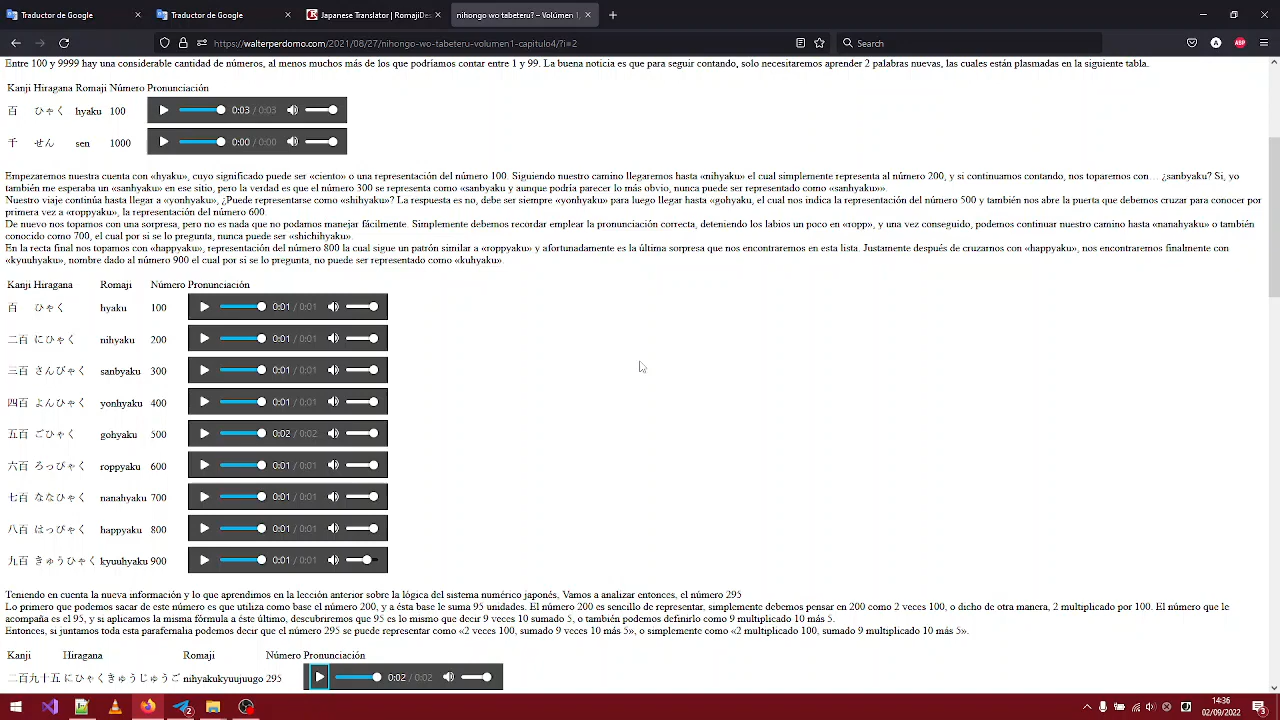 Traductor de Google
Traductor de Google
Japanese Translator | RomajiDes
nihongo wo tabeteru? – Volúmen 1,
https://walterperdomo.com/2021/08/27/nihongo-wo-tabeteru-volumen1-capitulo4/?i=2
Search
Entre 100 y 9999 hay una considerable cantidad de números, al menos muchos más de los que podríamos contar entre 1 y 99. La buena noticia es que para seguir contando, solo necesitaremos aprender 2 palabras nuevas, las cuales están plasmadas en la siguiente tabla.
Kanji Hiragana Romaji Número Pronunciación
百 ひゃく hyaku 100 0:03 / 0:03
千 せん sen 1000 0:00 / 0:00
Empezaremos nuestra cuenta con «hyaku», cuyo significado puede ser «ciento» o una representación del número 100. Siguiendo nuestro camino llegaremos hasta «nihyaku» el cual simplemente representa al número 200, y si continuamos contando, nos toparemos con… ¿sanbyaku? Si, yo
también me esperaba un «sanhyaku» en ese sitio, pero la verdad es que el número 300 se representa como «sanbyaku y aunque podría parecer lo más obvio, nunca puede ser representado como «sanhyaku»».
Nuestro viaje continúa hasta llegar a «yonhyaku», ¿Puede representarse como «shihyaku»? La respuesta es no, debe ser siempre «yonhyaku» para luego llegar hasta «gohyaku, el cual nos indica la representación del número 500 y también nos abre la puerta que debemos cruzar para conocer por
primera vez a «roppyaku», la representación del número 600
De nuevo nos topamos con una sorpresa, pero no es nada que no podamos manejar fácilmente. Simplemente debemos recordar emplear la pronunciación correcta, deteniendo los labios un poco en «ropp», y una vez conseguido, podemos continuar nuestro camino hasta «nanahyaku» o también
conocido como 700, el cual por si se lo pregunta, nunca puede ser «shichihyaku».
En la recta final nos topamos con «happyaku», representación del número 800 la cual sigue un patrón similar a «roppyaku» y afortunadamente es la última sorpresa que nos encontraremos en esta lista. Justamente después de cruzarnos con «happyaku», nos encontraremos finalmente con
«kyuuhyaku», nombre dado al número 900 el cual por si se lo pregunta, no puede ser representado como «kuhyaku».
Kanji Hiragana Romaji Número Pronunciación
百 ひゃく hyaku 100 0:01 / 0:01
二百 にひゃく nihyaku 200 0:01 / 0:01
三百 さんびゃく sanbyaku 300 0:01 / 0:01
四百 よんひゃく yonhyaku 400 0:01 / 0:01
五百 ごひゃく gohyaku 500 0:02 / 0:02
六百 ろっぴゃく roppyaku 600 0:01 / 0:01
七百 ななひゃく nanahyaku 700 0:01 / 0:01
八百 はっぴゃく happyaku 800 0:01 / 0:01
九百 きゅうひゃく kyuuhyaku 900 0:01 / 0:01
Teniendo en cuenta la nueva información y lo que aprendimos en la lección anterior sobre la lógica del sistema numérico japonés, Vamos a analizar entonces, el número 295
Lo primero que podemos sacar de este número es que utiliza como base el número 200, y a ésta base le suma 95 unidades. El número 200 es sencillo de representar, simplemente debemos pensar en 200 como 2 veces 100, o dicho de otra manera, 2 multiplicado por 100. El número que le
acompaña es el 95, y si aplicamos la misma fórmula a éste último, descubriremos que 95 es lo mismo que decir 9 veces 10 sumado 5, o también podemos definirlo como 9 multiplicado 10 más 5.
Entonces, si juntamos toda esta parafernalia podemos decir que el número 295 se puede representar como «2 veces 100, sumado 9 veces 10 más 5», o simplemente como «2 multiplicado 100, sumado 9 multiplicado 10 más 5».
Kanji Hiragana Romaji Número Pronunciación
二百九十五 にひゃくきゅうじゅうご nihyakukyuujuugo 295 0:02 / 0:02
14:36
02/09/2022